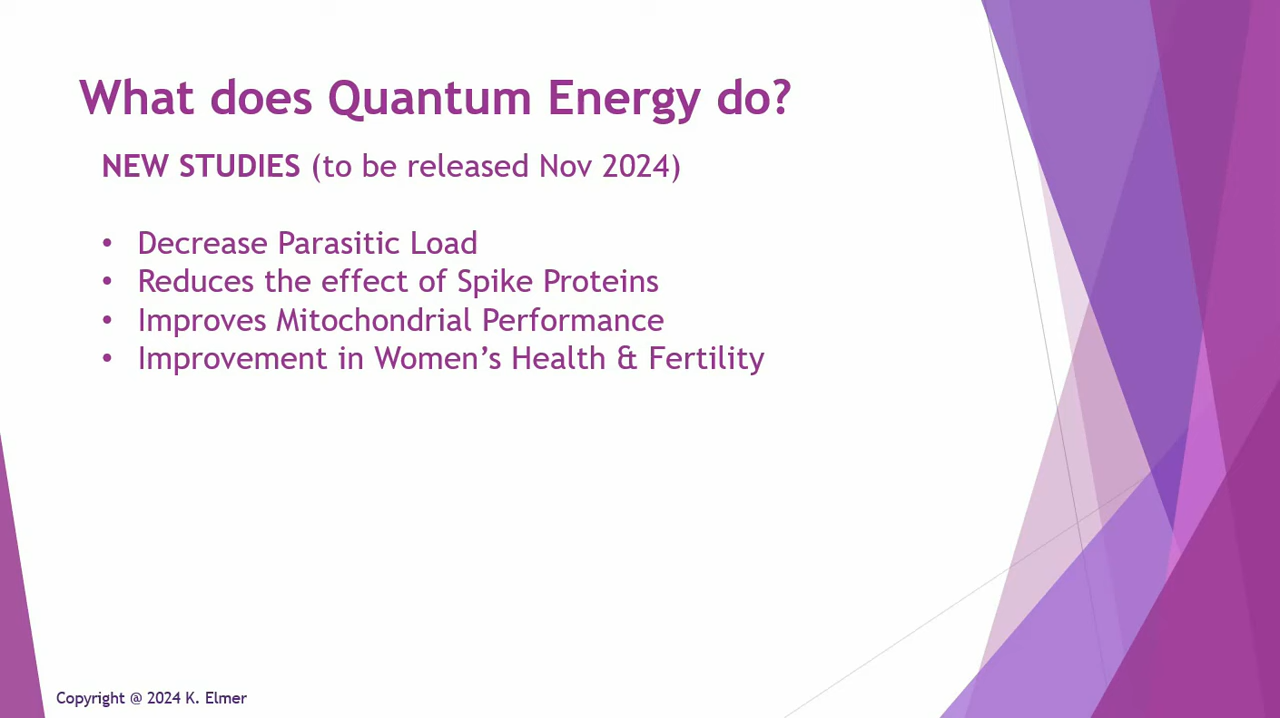 What does Quantum Energy do?
NEW STUDIES (to be released Nov 2024)
• Decrease Parasitic Load
• Reduces the effect of Spike Proteins
• Improves Mitochondrial Performance
• Improvement in Women’s Health & Fertility
Copyright @ 2024 K. Elmer